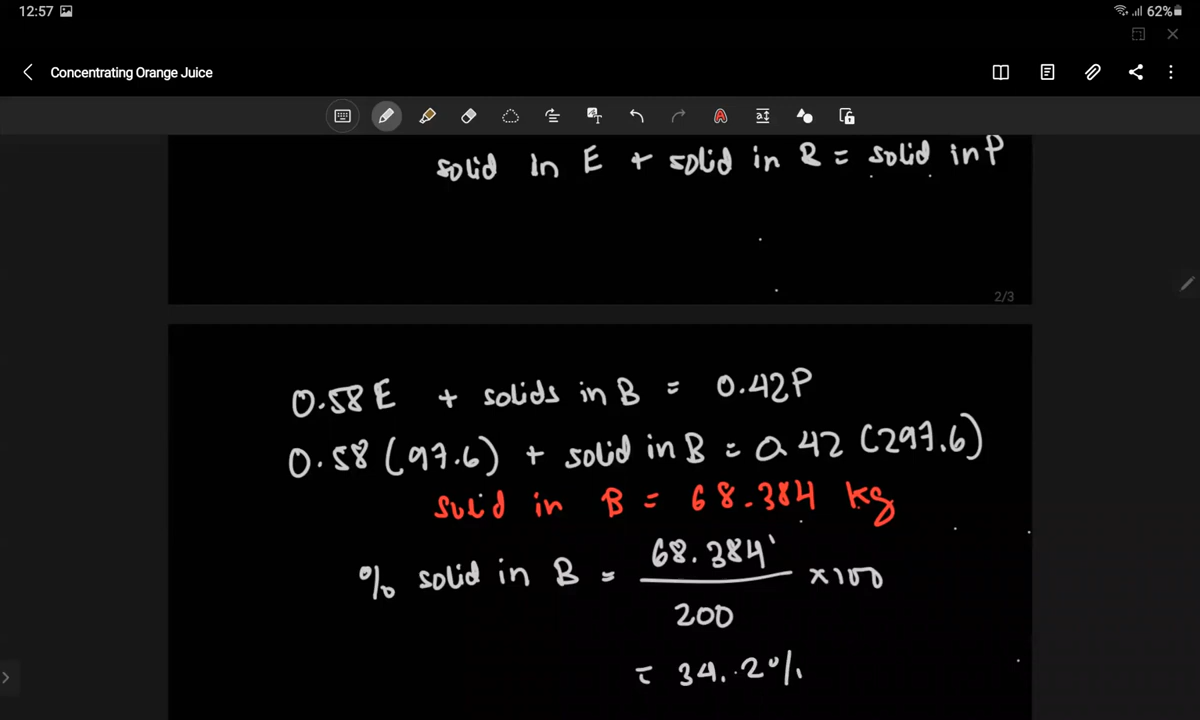 12:57 62%
Concentrating Orange Juice
solid in E + solid in R = solid in P
2/3
0.58E + solids in B = 0.42P
0.58 (97.6) + solid in B = 0.42 (297.6)
solid in B = 68.384 kg
% solid in B = 68.384 / 200 × 100
= 34.2%